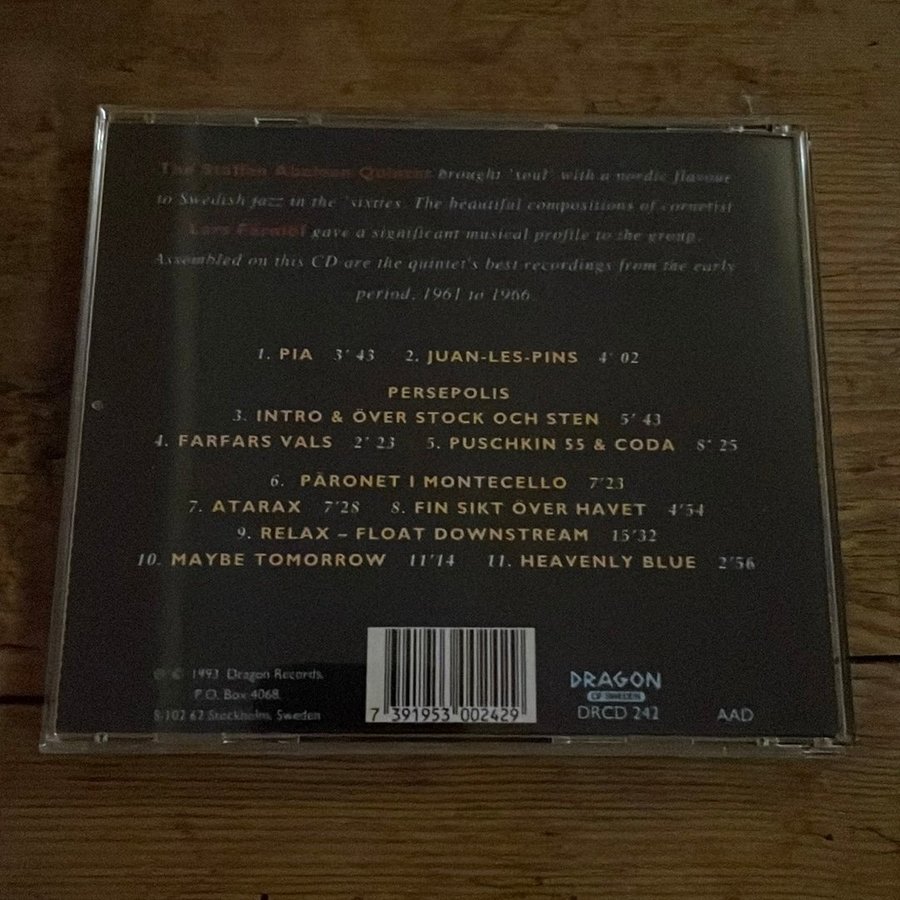 The Staffan Abeleen Quintet brought 'soul' with a nordic flavour
to Swedish jazz in the 'sixties. The beautiful compositions of cornetist
Lars Färnlöf gave a significant musical profile to the group.
Assembled on this CD are the quintet's best recordings from the early
period, 1961 to 1966.
1. PIA 3'43 2. JUAN-LES-PINS 4'02
PERSEPOLIS
3. INTRO & ÖVER STOCK OCH STEN 5'43
4. FARFARS VALS 2'23 5. PUSCHKIN 55 & CODA 8'25
6. PÄRONET I MONTECELLO 7'23
7. ATARAX 7'28 8. FIN SIKT ÖVER HAVET 4'54
9. RELAX – FLOAT DOWNSTREAM 15'32
10. MAYBE TOMORROW 11'14 11. HEAVENLY BLUE 2'56
℗ © 1993 Dragon Records,
P.O. Box 4068,
S-102 62 Stockholm, Sweden
7 391953 002429
DRAGON
OF SWEDEN
DRCD 242
AAD